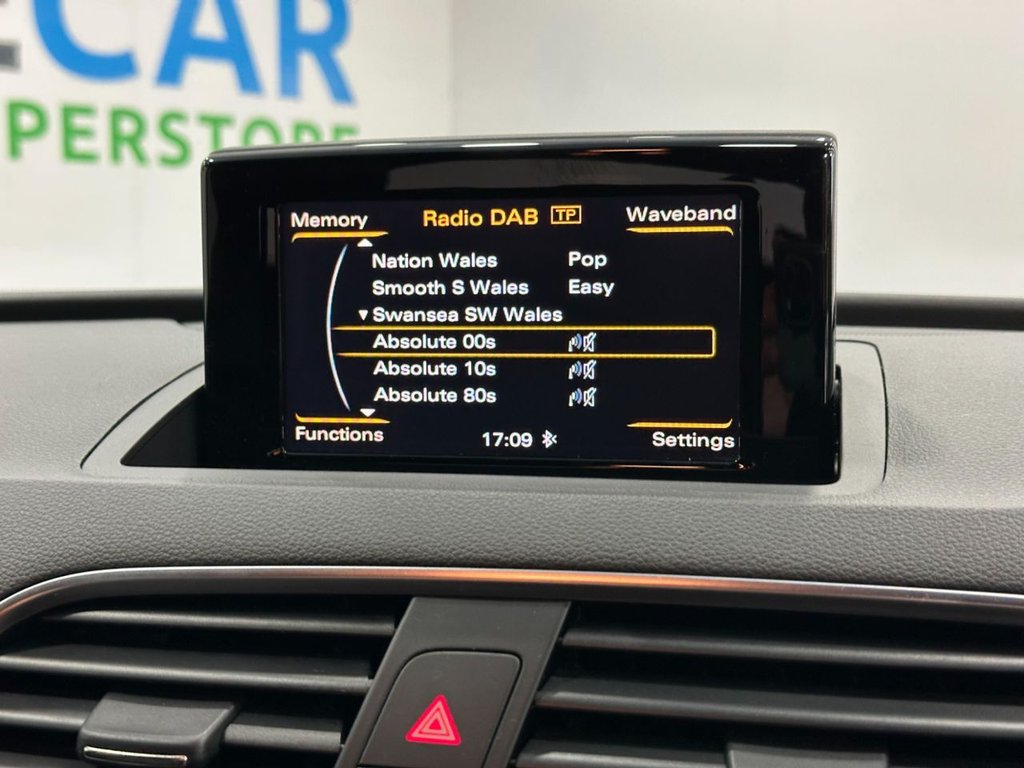 ECAR
PERSTORE
Memory
Radio DAB TP
Waveband
Nation Wales Pop
Smooth S Wales Easy
Swansea SW Wales
Absolute 00s
Absolute 10s
Absolute 80s
Functions
17:09
Settings